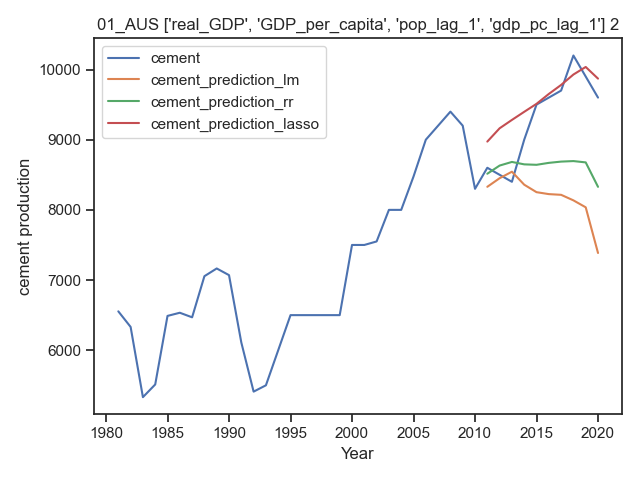 01_AUS ['real_GDP', 'GDP_per_capita', 'pop_lag_1', 'gdp_pc_lag_1'] 2
cement
cement_prediction_lm
cement_prediction_rr
cement_prediction_lasso
cement production
10000
9000
8000
7000
6000
1980 1985 1990 1995 2000 2005 2010 2015 2020
Year